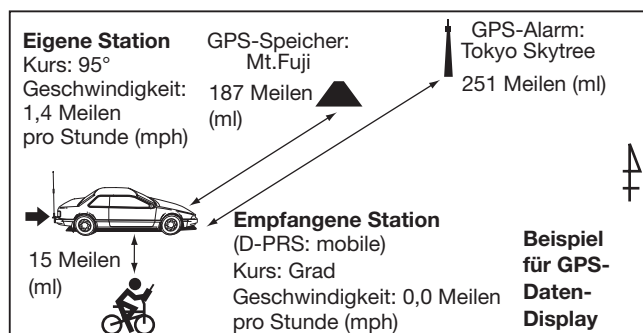 Eigene Station
Kurs: 95°
Geschwindigkeit:
1,4 Meilen
pro Stunde (mph)
GPS-Speicher:
Mt.Fuji
187 Meilen
(ml)
GPS-Alarm:
Tokyo Skytree
251 Meilen (ml)
15 Meilen
(ml)
Empfangene Station
(D-PRS: mobile)
Kurs: Grad
Geschwindigkeit: 0,0 Meilen
pro Stunde (mph)
Beispiel
für GPS-
Daten-
Display